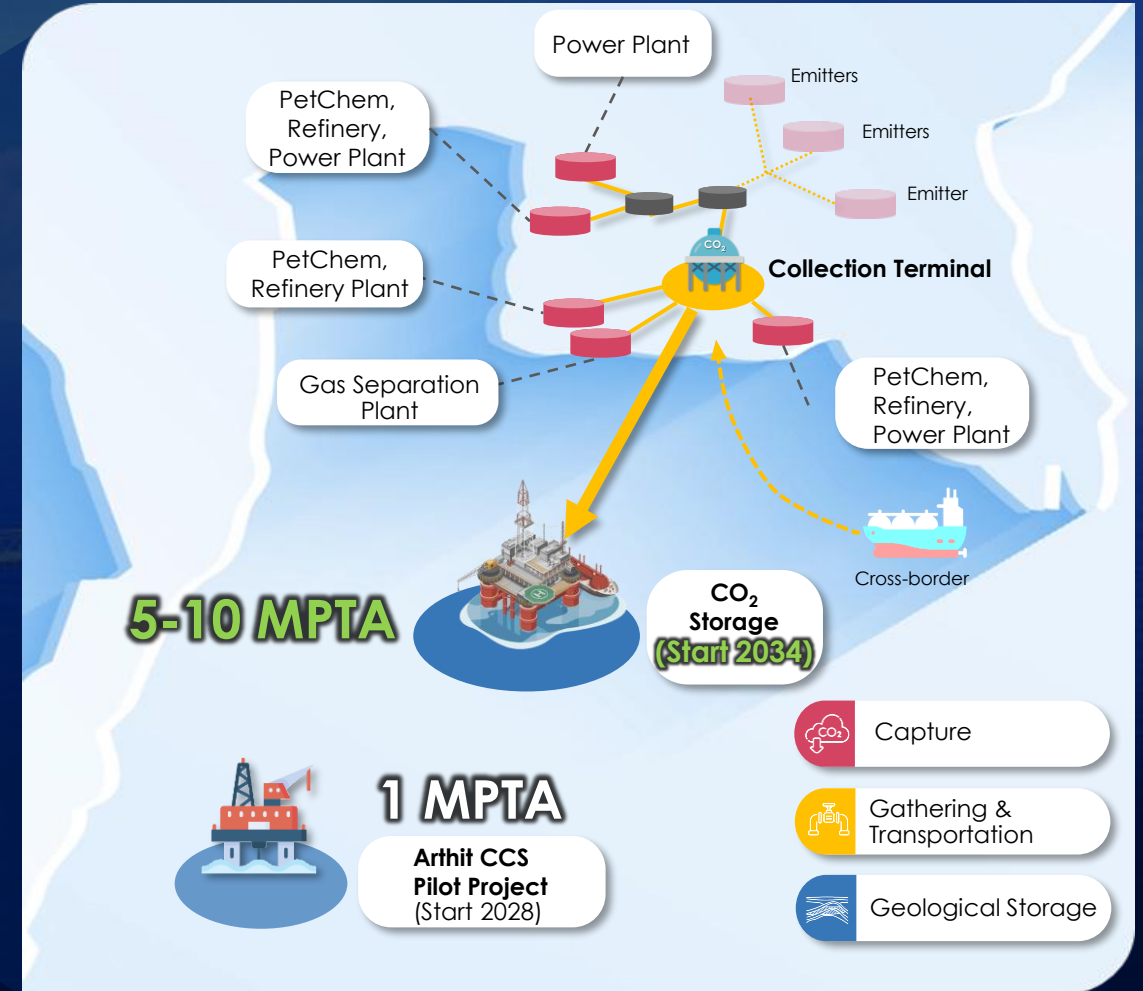 Power Plant
Emitters
PetChem,
Refinery,
Power Plant
Emitters
Emitter
CO₂
Collection Terminal
PetChem,
Refinery Plant
Gas Separation
Plant
PetChem,
Refinery,
Power Plant
Cross-border
5-10 MPTA
CO₂
Storage
(Start 2034)
H
CO₂
Capture
1 MPTA
Arthit CCS
Pilot Project
(Start 2028)
Gathering &
Transportation
Geological Storage